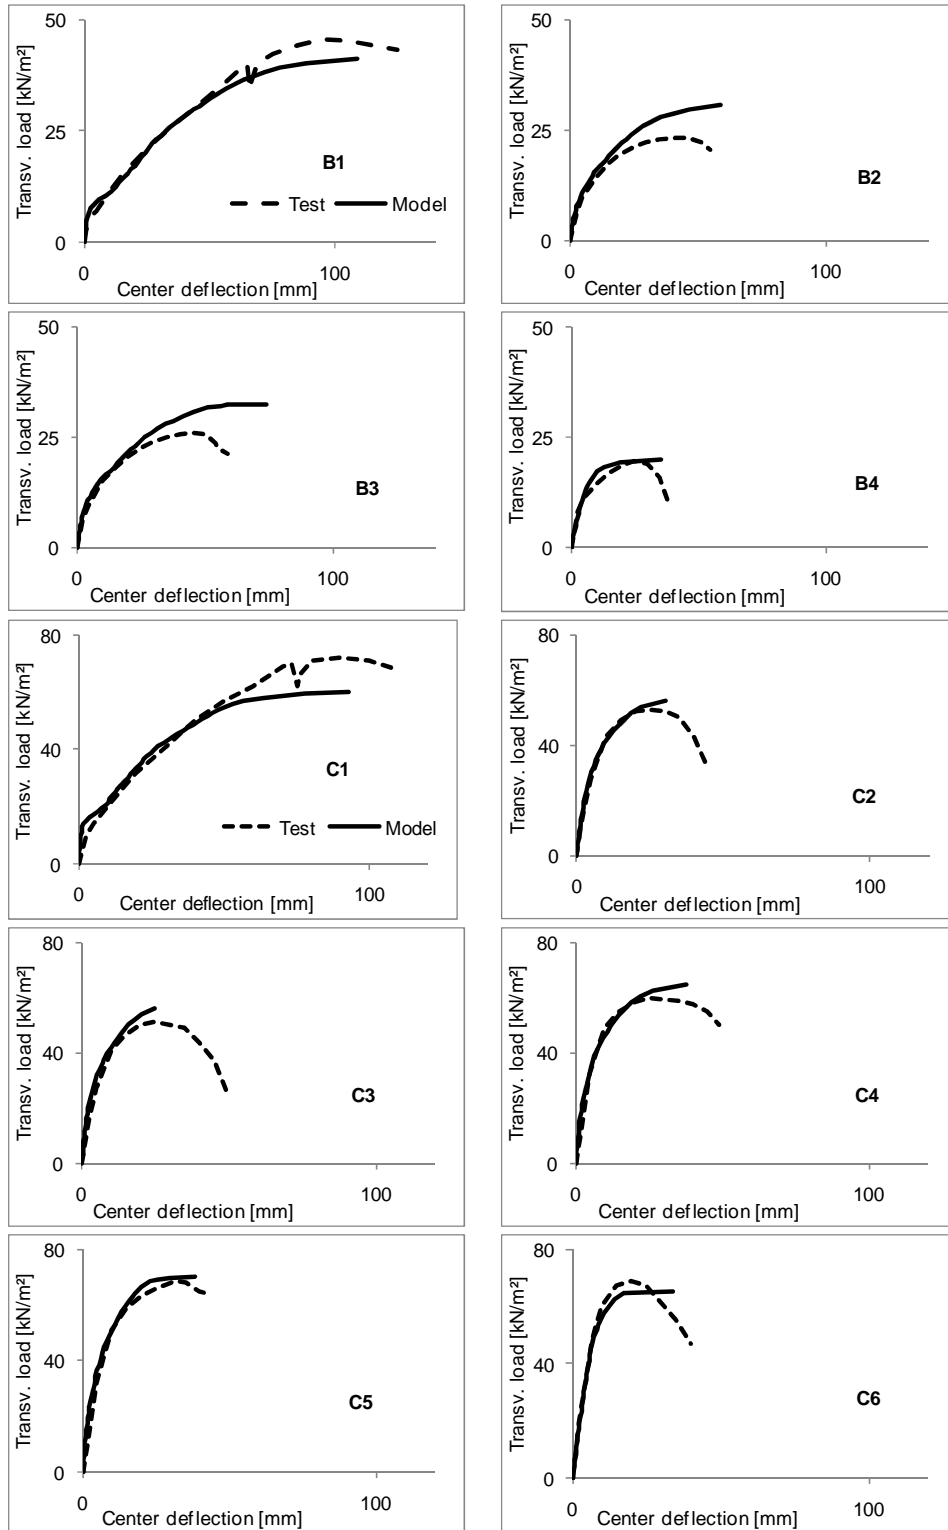 Transv. load [kN/m²]
50
25
0
B1
Test
Model
0
100
Center deflection [mm]
Transv. load [kN/m²]
50
25
0
B2
0
100
Center deflection [mm]
Transv. load [kN/m²]
50
25
0
B3
0
100
Center deflection [mm]
Transv. load [kN/m²]
50
25
0
B4
0
100
Center deflection [mm]
Transv. load [kN/m²]
80
40
0
C1
Test
Model
0
100
Center deflection [mm]
Transv. load [kN/m²]
80
40
0
C2
0
100
Center deflection [mm]
Transv. load [kN/m²]
80
40
0
C3
0
100
Center deflection [mm]
Transv. load [kN/m²]
80
40
0
C4
0
100
Center deflection [mm]
Transv. load [kN/m²]
80
40
0
C5
0
100
Center deflection [mm]
Transv. load [kN/m²]
80
40
0
C6
0
100
Center deflection [mm]